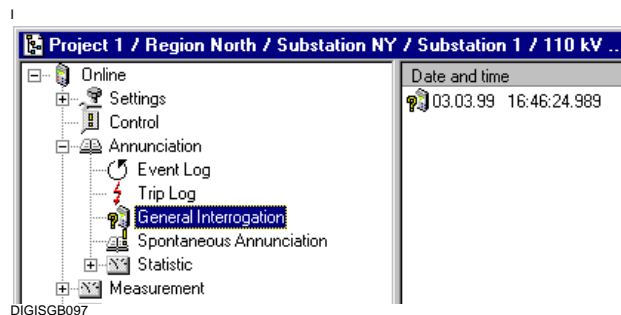 Project 1 / Region North / Substation NY / Substation 1 / 110 kV ...
Online
Settings
Control
Annunciation
Event Log
Trip Log
General Interrogation
Spontaneous Annunciation
Statistic
Measurement
Date and time
03.03.99 16:46:24.989
DIGISGB097